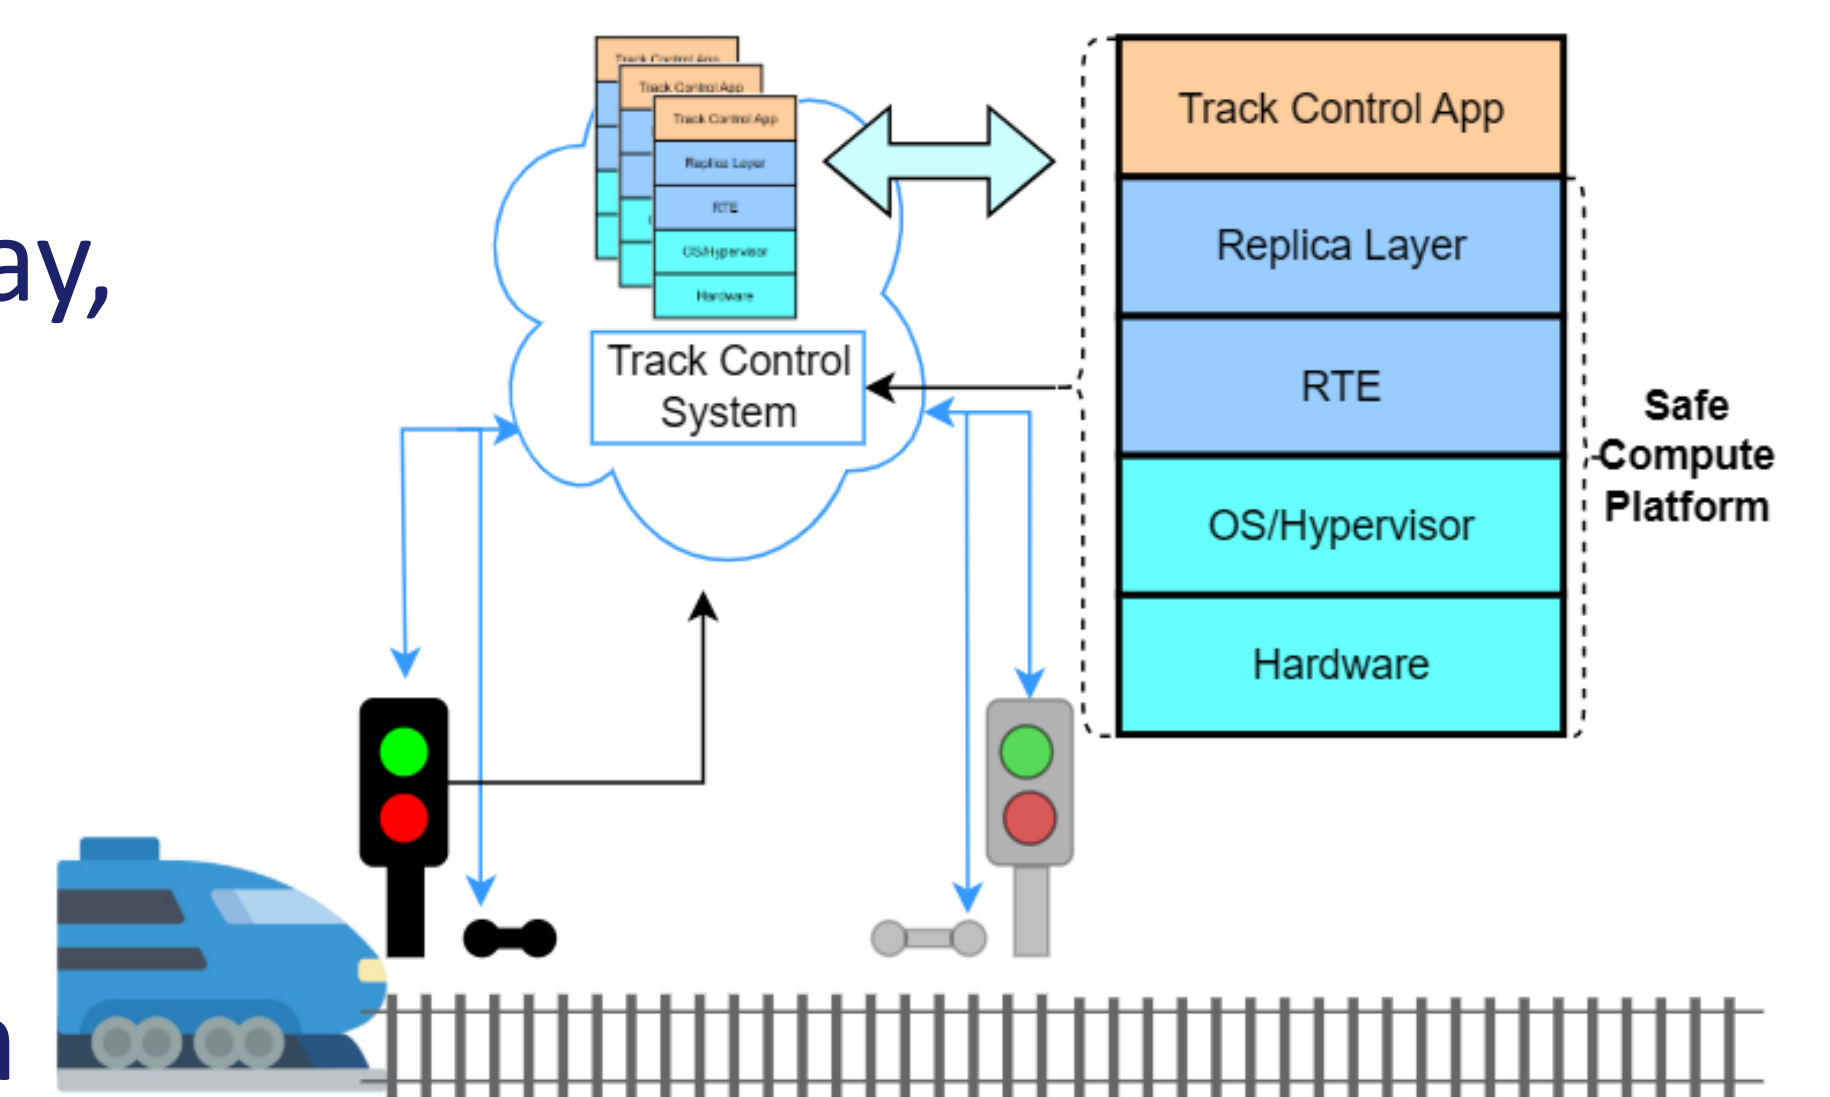 ay,
Track Control App
Track Control App
Track Control App
Replica Layer
RTE
OS/Hypervisor
Hardware
Track Control
System
Track Control App
Replica Layer
RTE
OS/Hypervisor
Hardware
Safe
Compute
Platform